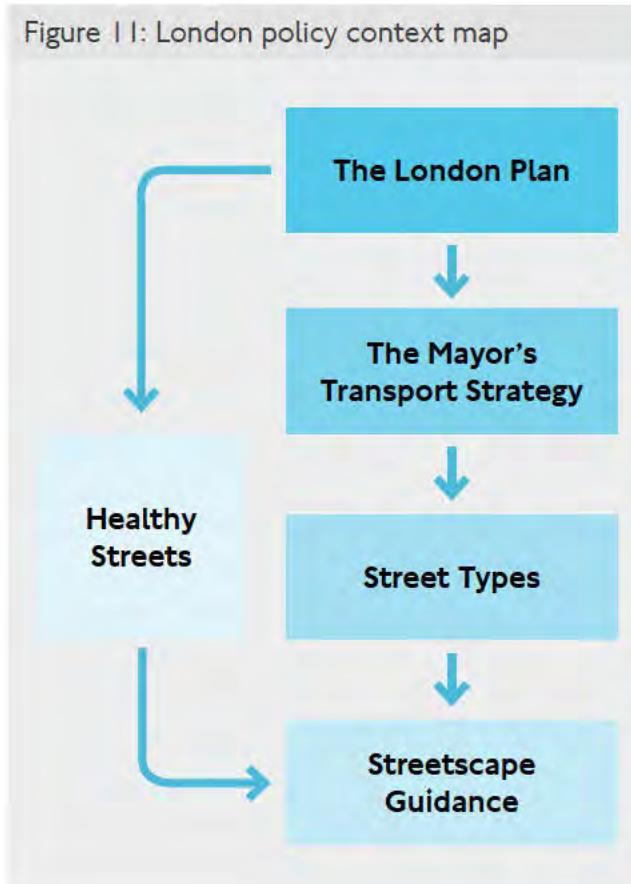 Figure 11: London policy context map
The London Plan
The Mayor's
Transport Strategy
Healthy
Streets
Street Types
Streetscape
Guidance